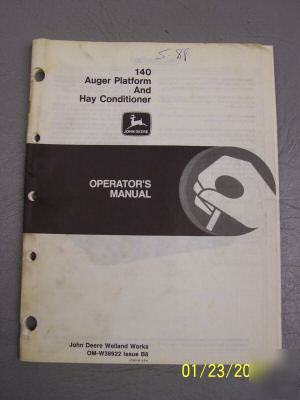 5-88
140
Auger Platform
And
Hay Conditioner
JOHN DEERE
OPERATOR'S
MANUAL
John Deere Welland Works
OM-W38922 Issue B8
01/23/20